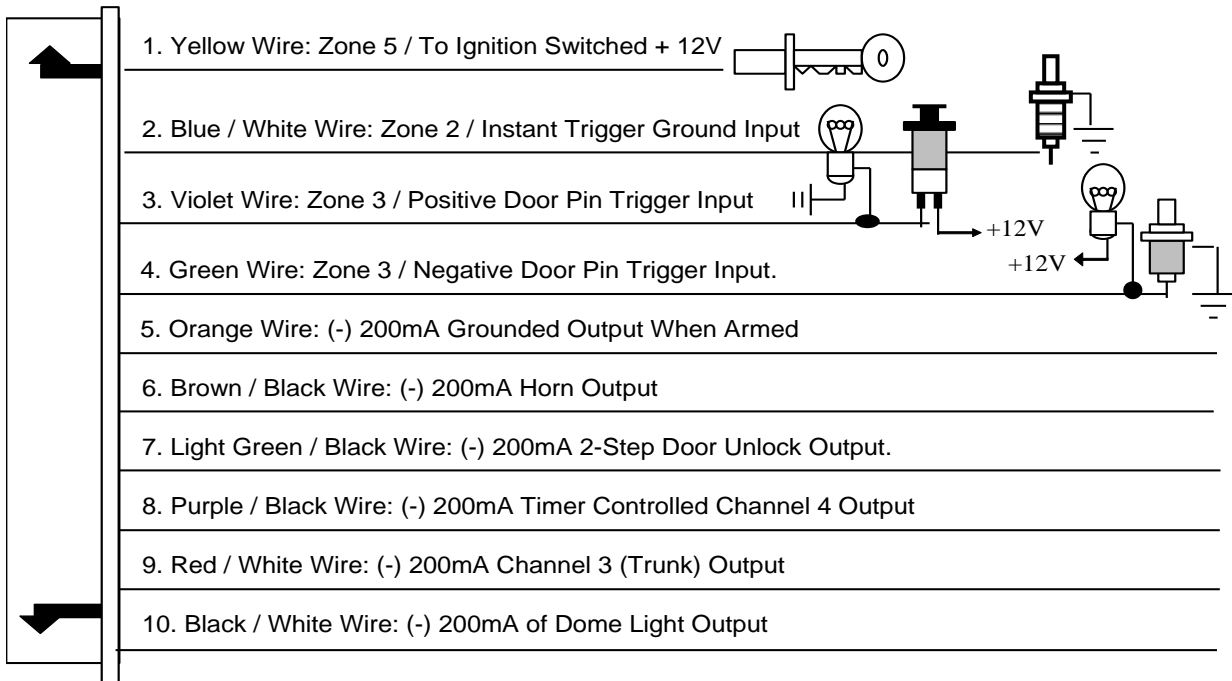 1. Yellow Wire: Zone 5 / To Ignition Switched + 12V
2. Blue / White Wire: Zone 2 / Instant Trigger Ground Input
3. Violet Wire: Zone 3 / Positive Door Pin Trigger Input
+12V
+12V
4. Green Wire: Zone 3 / Negative Door Pin Trigger Input.
5. Orange Wire: (-) 200mA Grounded Output When Armed
6. Brown / Black Wire: (-) 200mA Horn Output
7. Light Green / Black Wire: (-) 200mA 2-Step Door Unlock Output.
8. Purple / Black Wire: (-) 200mA Timer Controlled Channel 4 Output
9. Red / White Wire: (-) 200mA Channel 3 (Trunk) Output
10. Black / White Wire: (-) 200mA of Dome Light Output